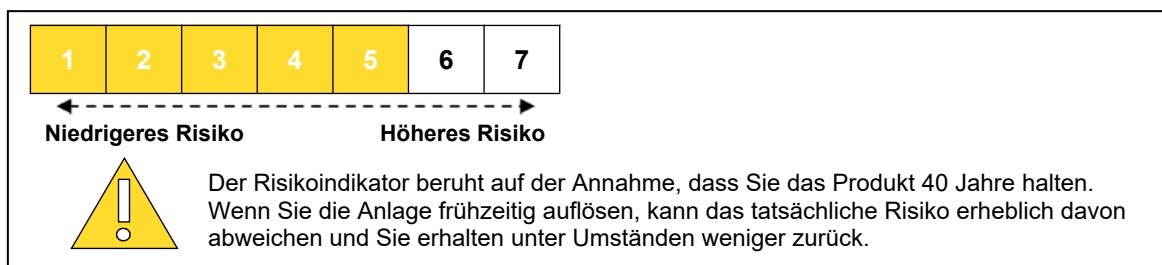 1 2 3 4 5 6 7
Niedrigeres Risiko Höheres Risiko
Der Risikoindikator beruht auf der Annahme, dass Sie das Produkt 40 Jahre halten.
Wenn Sie die Anlage frühzeitig auflösen, kann das tatsächliche Risiko erheblich davon
abweichen und Sie erhalten unter Umständen weniger zurück.